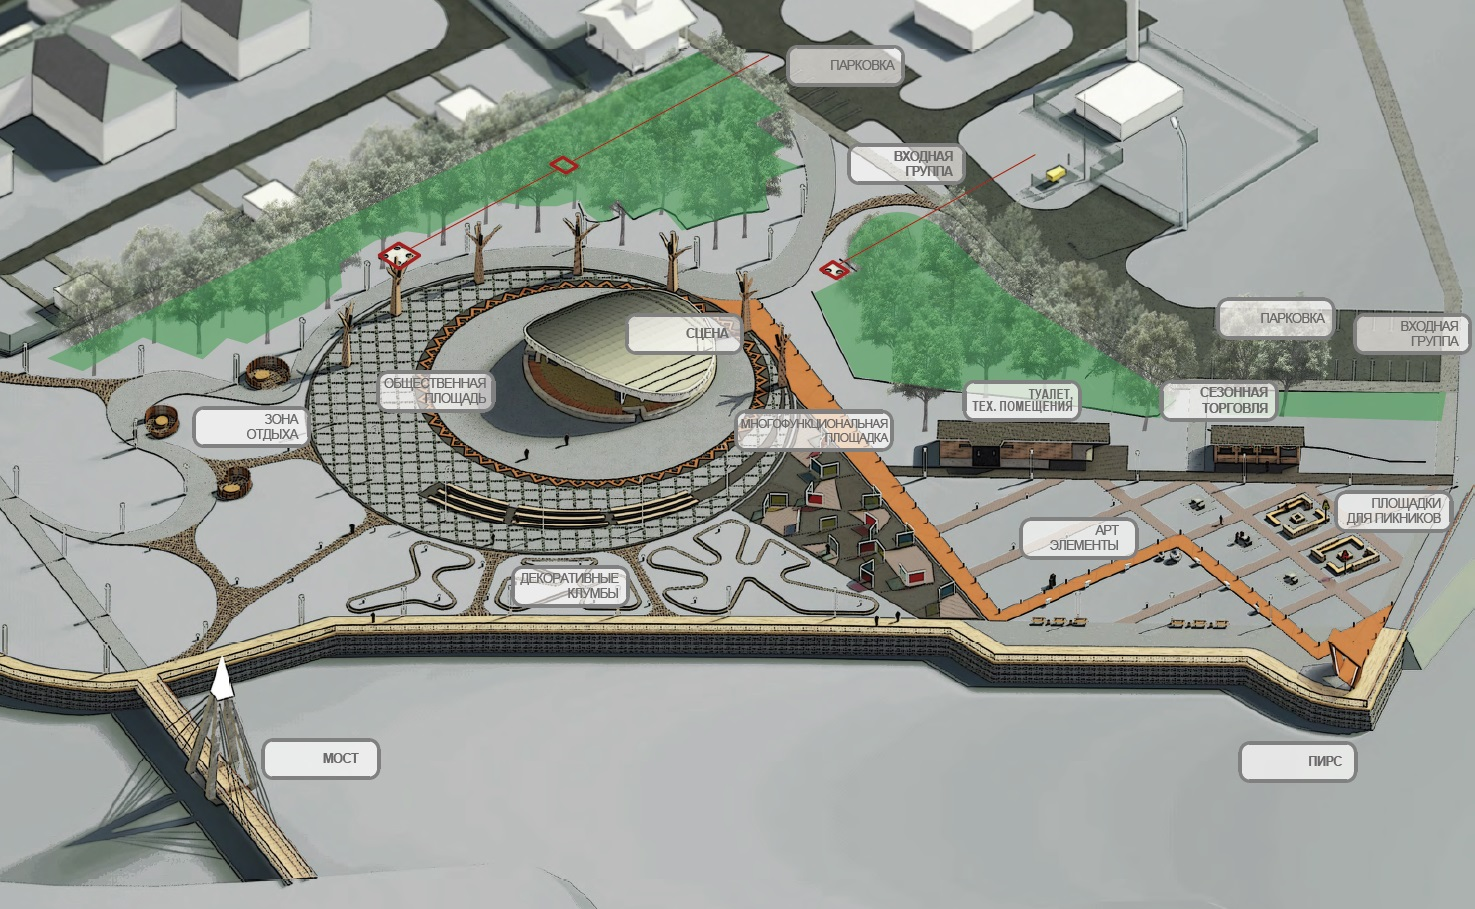 ПАРКОВКА
ВХОДНАЯ
ГРУППА
ПАРКОВКА
ВХОДНАЯ
ГРУППА
СЦЕНА
ОБЩЕСТВЕННАЯ
ПЛОЩАДЬ
ЗОНА
ОТДЫХА
МНОГОФУНКЦИОНАЛЬНАЯ
ПЛОЩАДКА
ТУАЛЕТ,
ТЕХ. ПОМЕЩЕНИЯ
СЕЗОННАЯ
ТОРГОВЛЯ
ПЛОЩАДКИ
ДЛЯ ПИКНИКОВ
АРТ
ЭЛЕМЕНТЫ
ДЕКОРАТИВНЫЕ
КЛУМБЫ
МОСТ
ПИРС